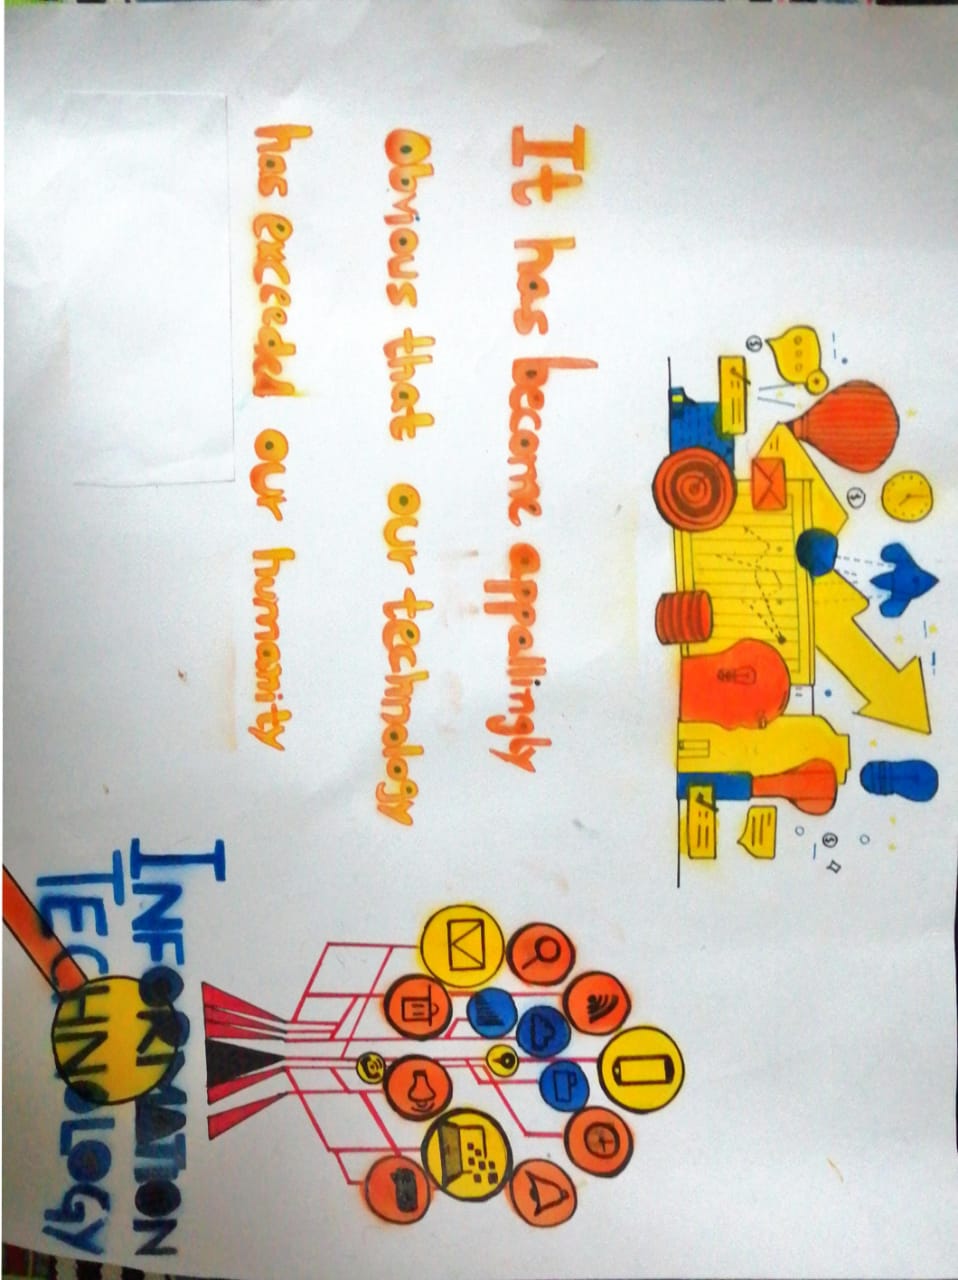 It has become appallingly
Obvious that our technology
has exceeded our humanity
INFORMATION
TECHNOLOGY